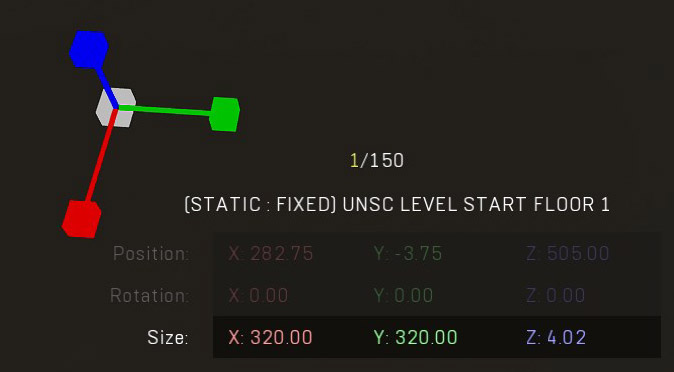 1/150
(STATIC : FIXED) UNSC LEVEL START FLOOR 1
Position: X: 282.75 Y: -3.75 Z: 505.00
Rotation: X: 0.00 Y: 0.00 Z: 0.00
Size: X: 320.00 Y: 320.00 Z: 4.02